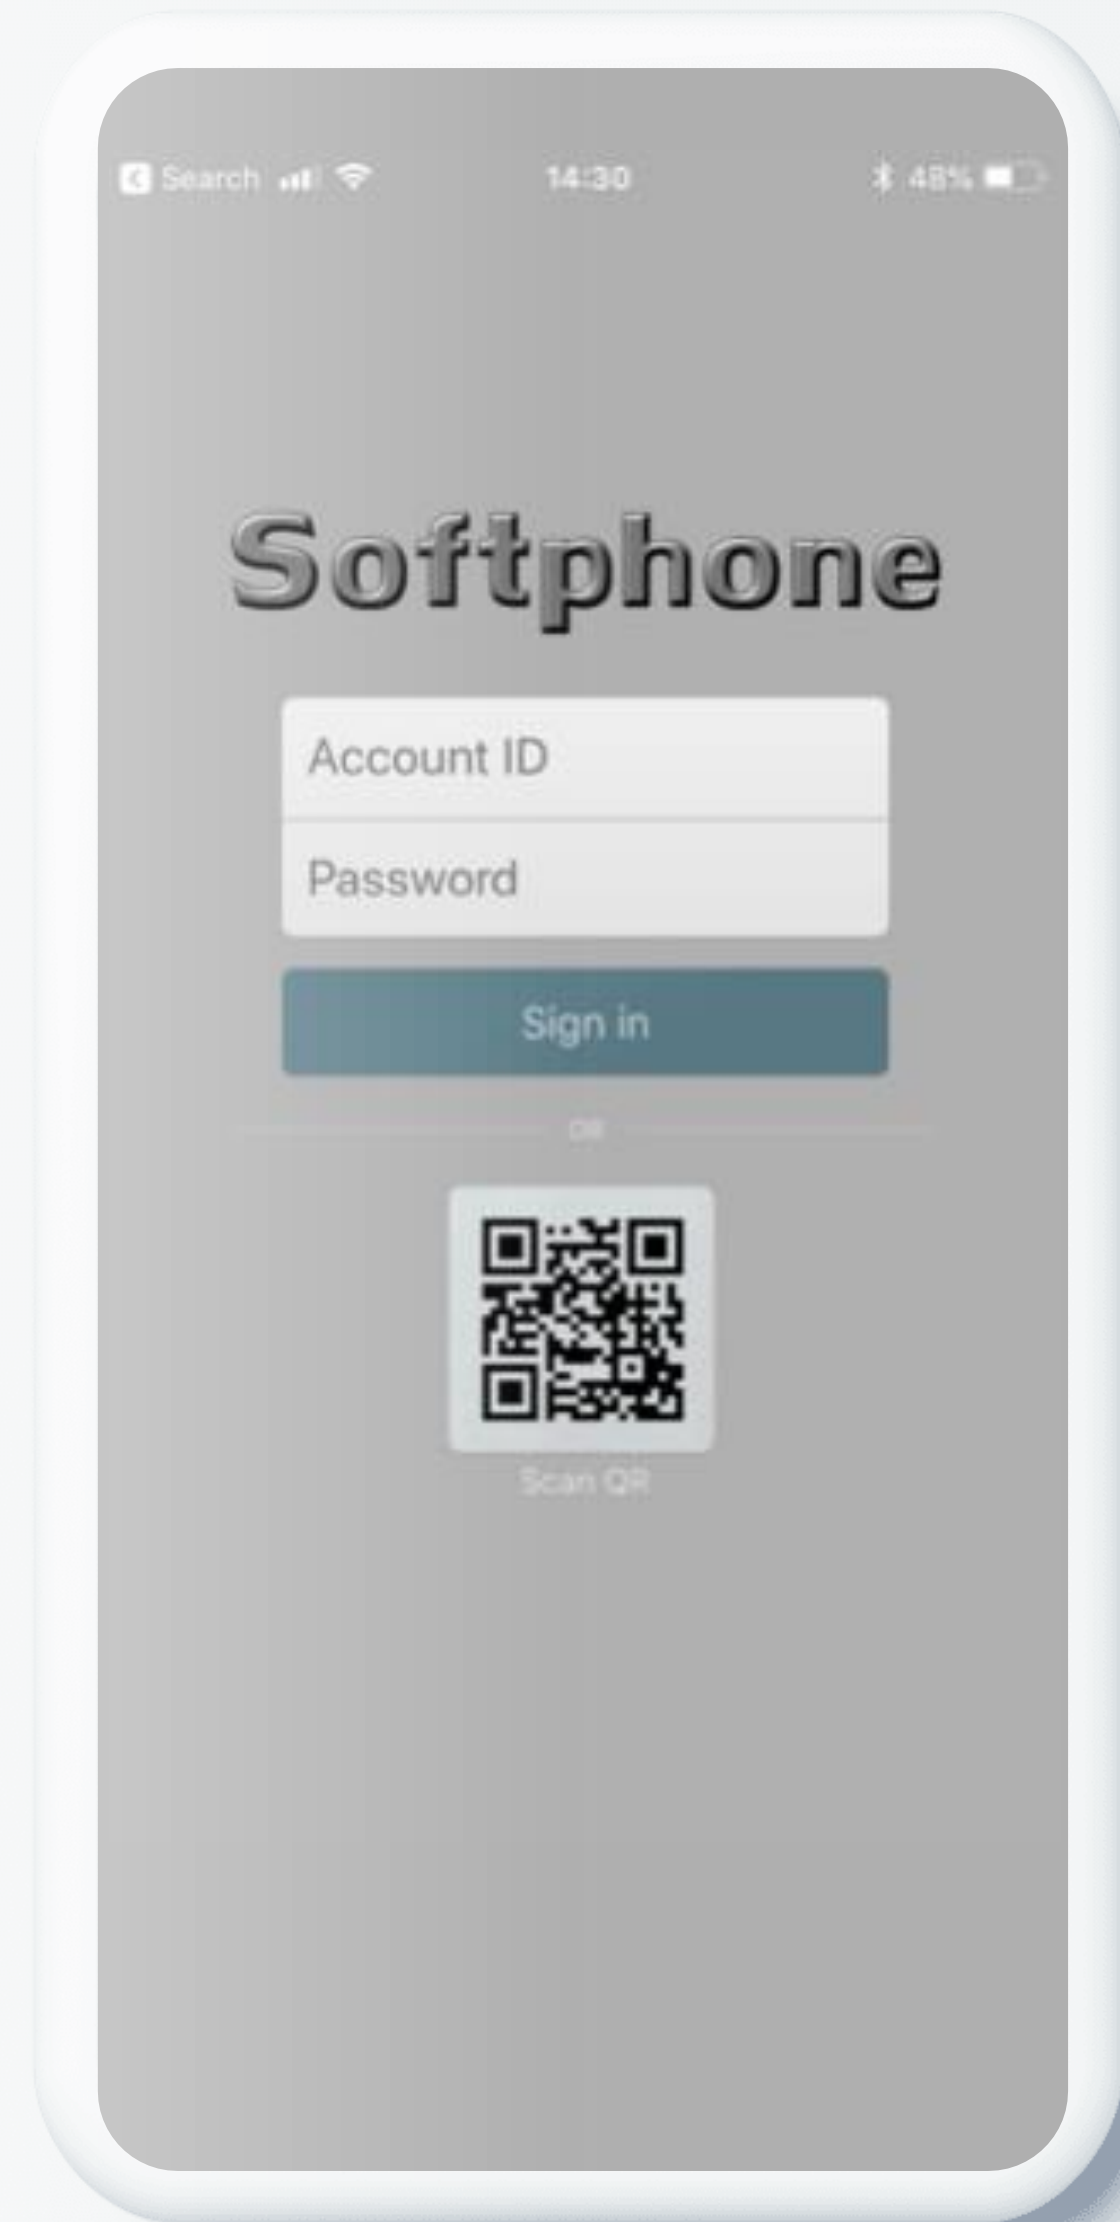 Search 14:30 48%
Softphone
Account ID
Password
Sign in
OR
Scan QR